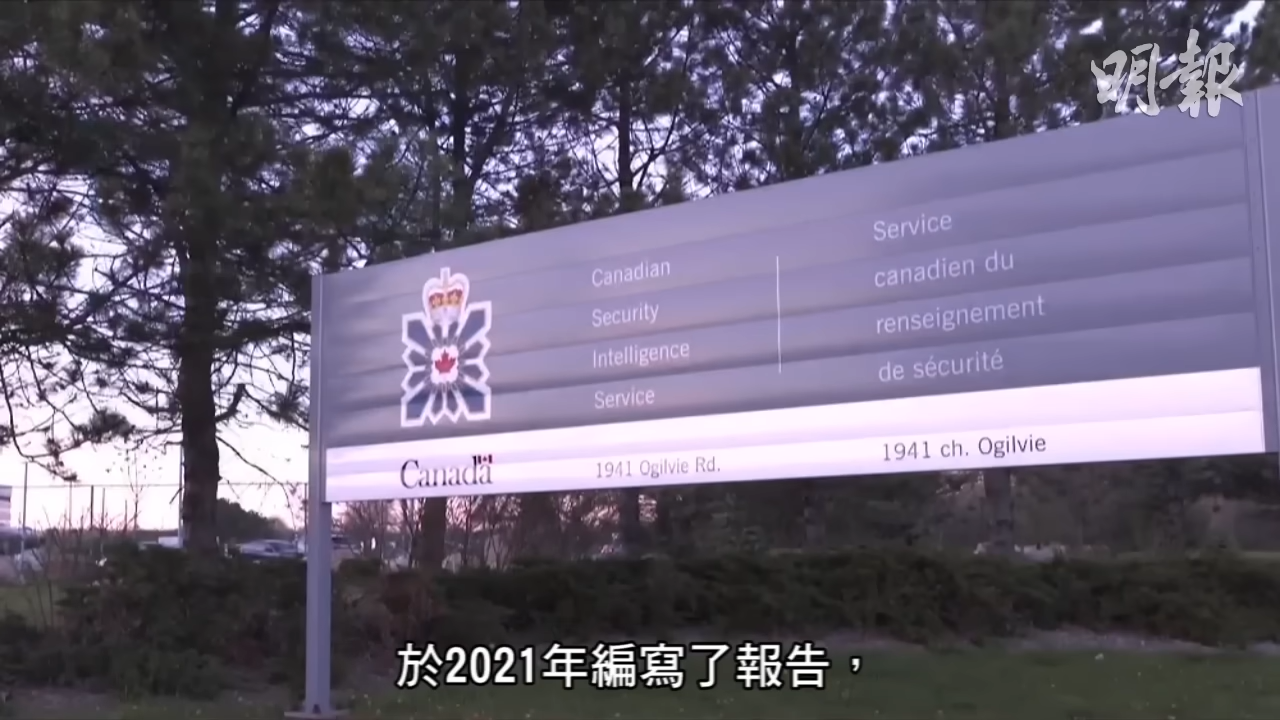 明報
Canadian
Security
Intelligence
Service
Service
canadien du
renseignement
de sécurité
Canada
1941 Ogilvie Rd.
1941 ch. Ogilvie
於2021年編寫了報告，